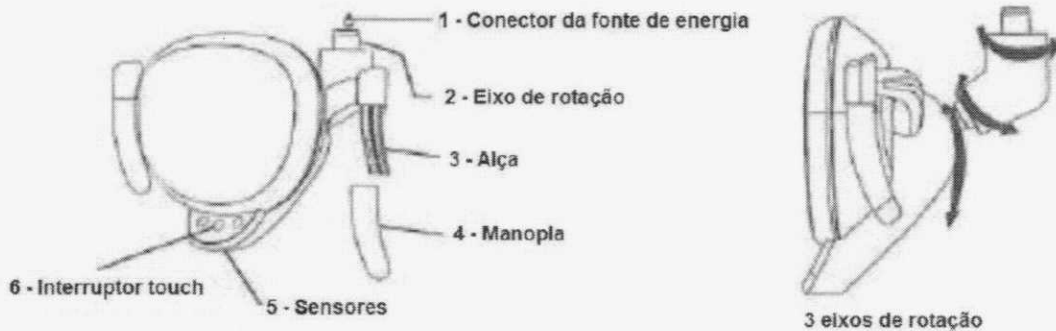 1 - Conector da fonte de energia
2 - Eixo de rotação
3 - Alça
4 - Manopla
6 - Interruptor touch
5 - Sensores
3 eixos de rotação